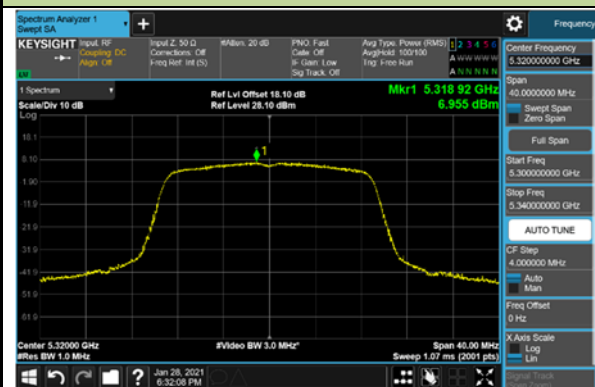 Spectrum Analyzer 1
Swept SA
+
Frequency
KEYSIGHT
Input: RF
Coupling: DC
Align: Off
Input Z: 50 Ω
Corrections: Off
Freq Ref: Int (S)
#Atten: 20 dB
PNO: Fast
Gate: Off
IF Gain: Low
Sig Track: Off
Avg Type: Power (RMS)
Avg|Hold: 100/100
Trig: Free Run
1 2 3 4 5 6
A W W W W W
A N N N N N
1 Spectrum
Scale/Div 10 dB
Log
Ref Lvl Offset 18.10 dB
Ref Level 28.10 dBm
Mkr1 5.318 92 GHz
6.955 dBm
18.1
8.10
1
-1.90
-11.9
-21.9
-31.9
-41.9
-51.9
-61.9
Center 5.32000 GHz
#Res BW 1.0 MHz
#Video BW 3.0 MHz*
Span 40.00 MHz
Sweep 1.07 ms (2001 pts)
Center Frequency
5.320000000 GHz
Span
40.0000000 MHz
Swept Span
Zero Span
Full Span
Start Freq
5.300000000 GHz
Stop Freq
5.340000000 GHz
AUTO TUNE
CF Step
4.000000 MHz
Auto
Man
Freq Offset
0 Hz
X Axis Scale
Log
Lin
Signal Track
Jan 28, 2021
6:32:08 PM
?